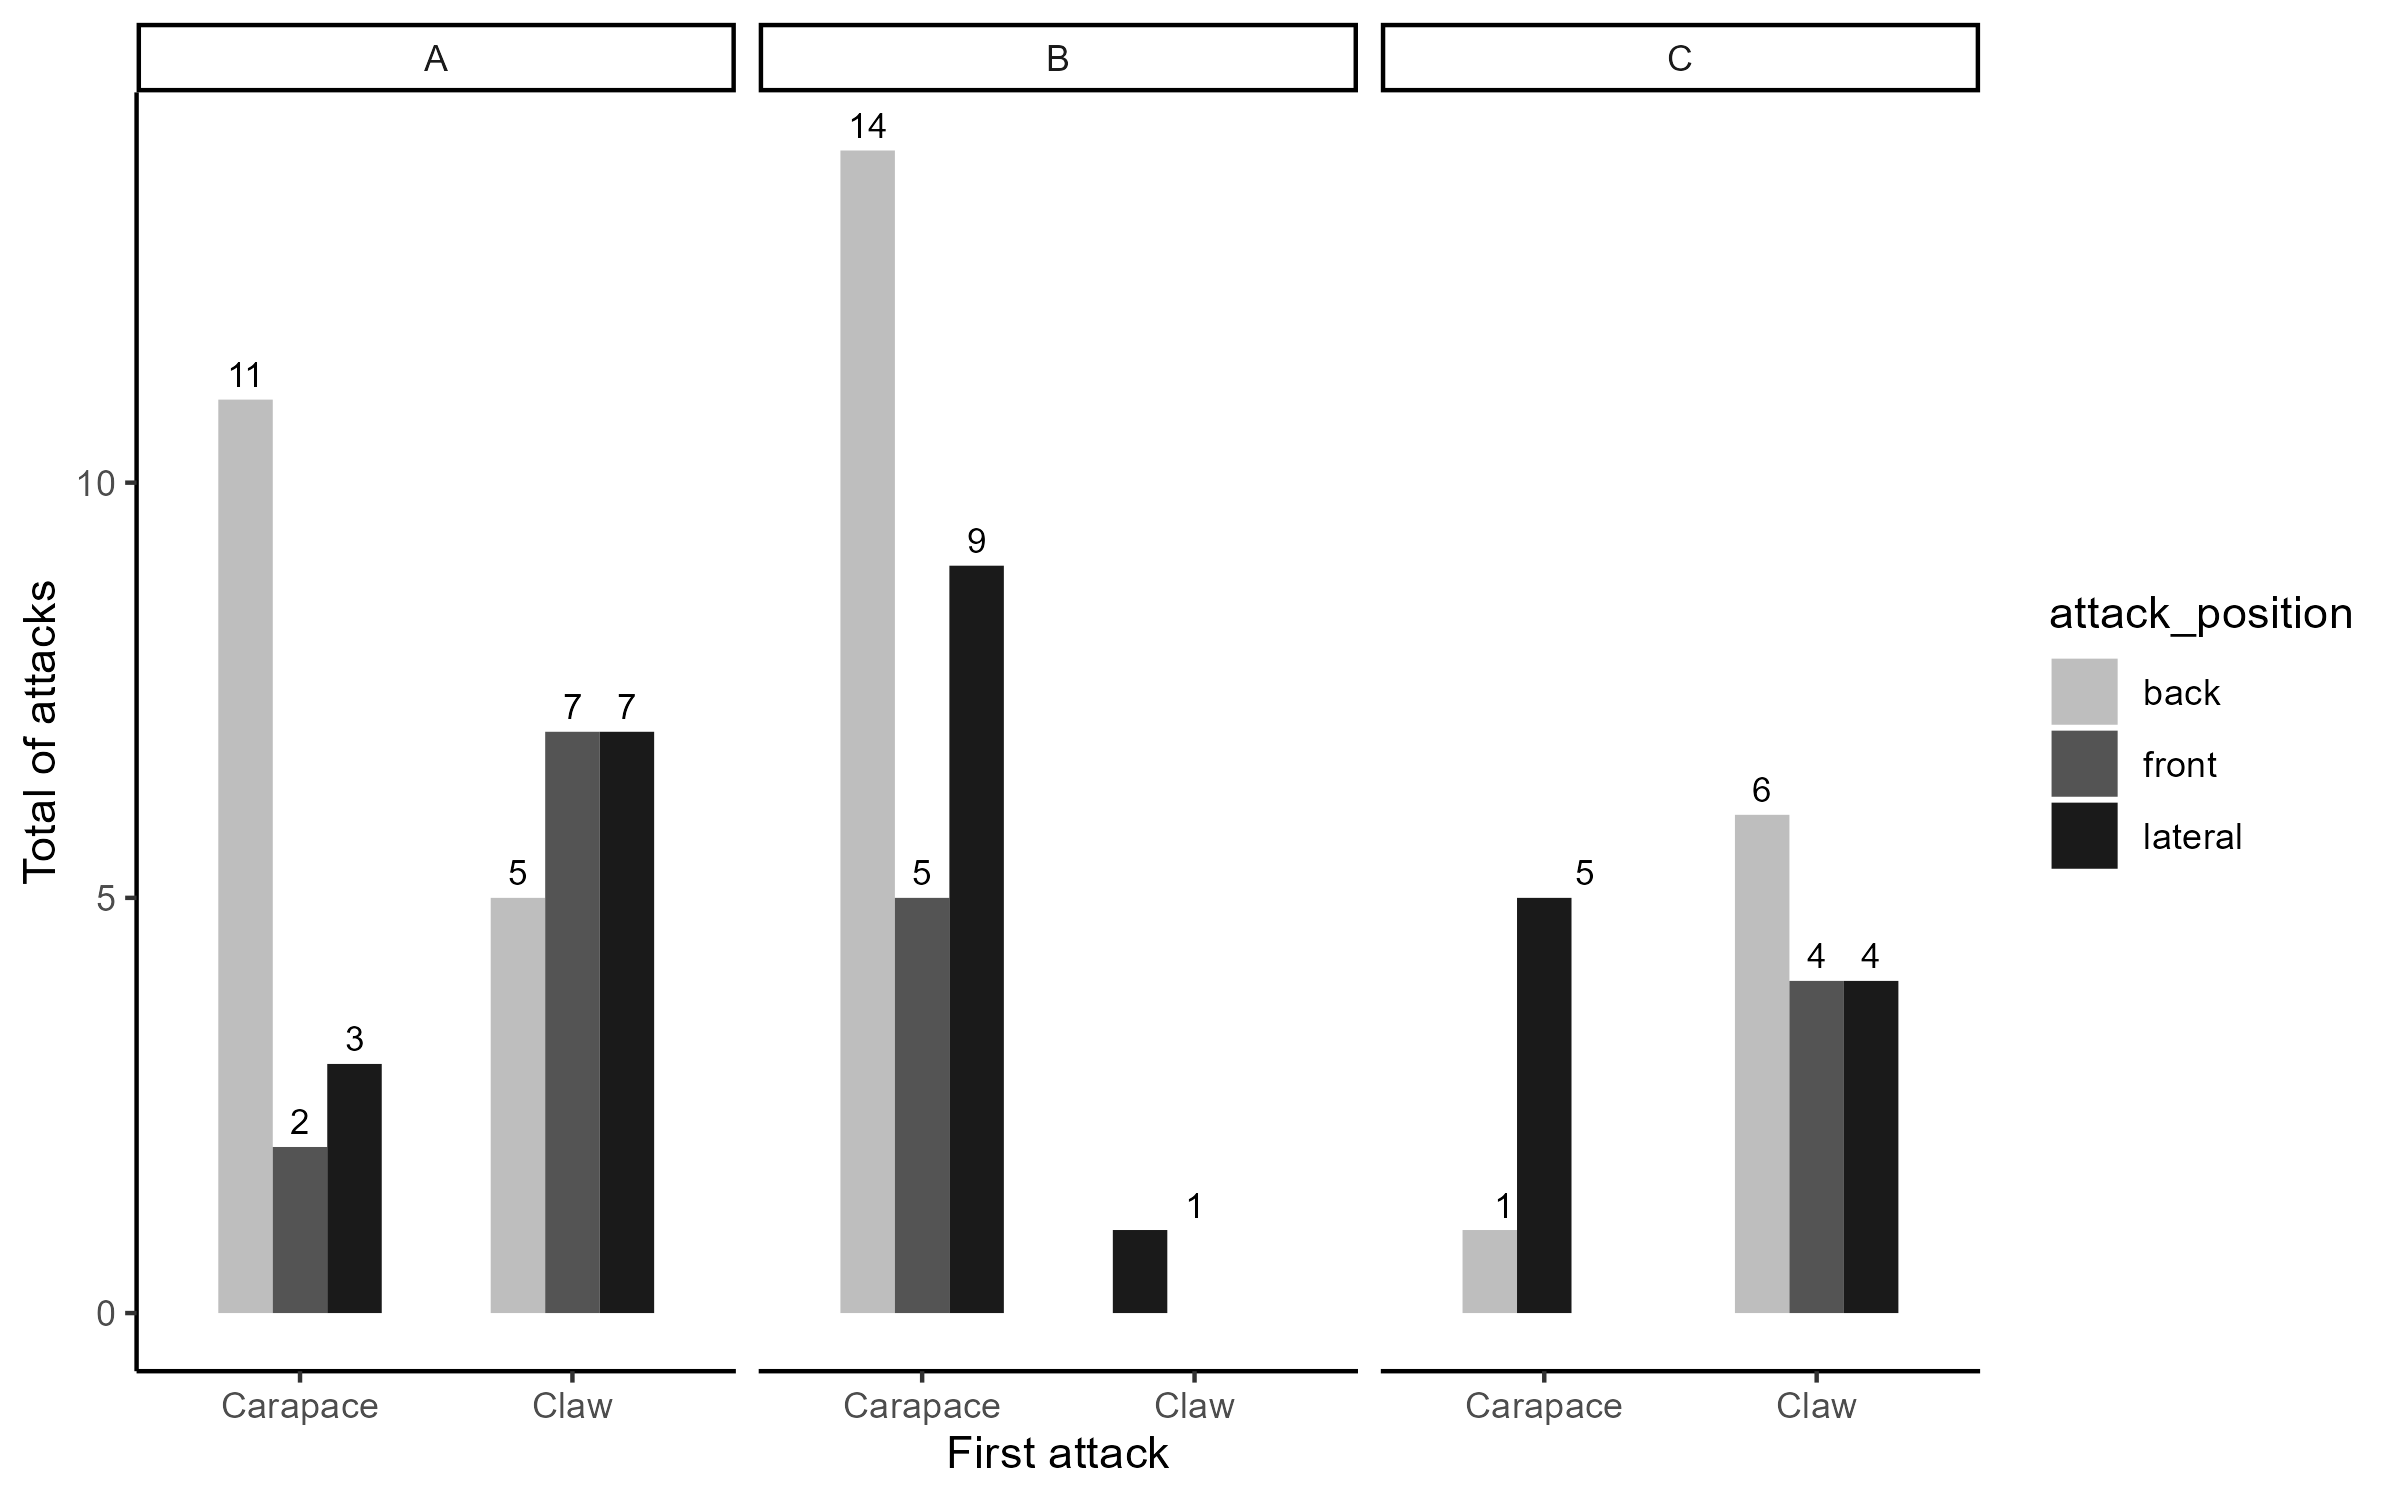 A B C
14
11
10
9
7 7
6
5 5 5
5
4 4
3
2
1 1
0
Carapace Claw Carapace Claw Carapace Claw
First attack
Total of attacks
attack_position
back
front
lateral